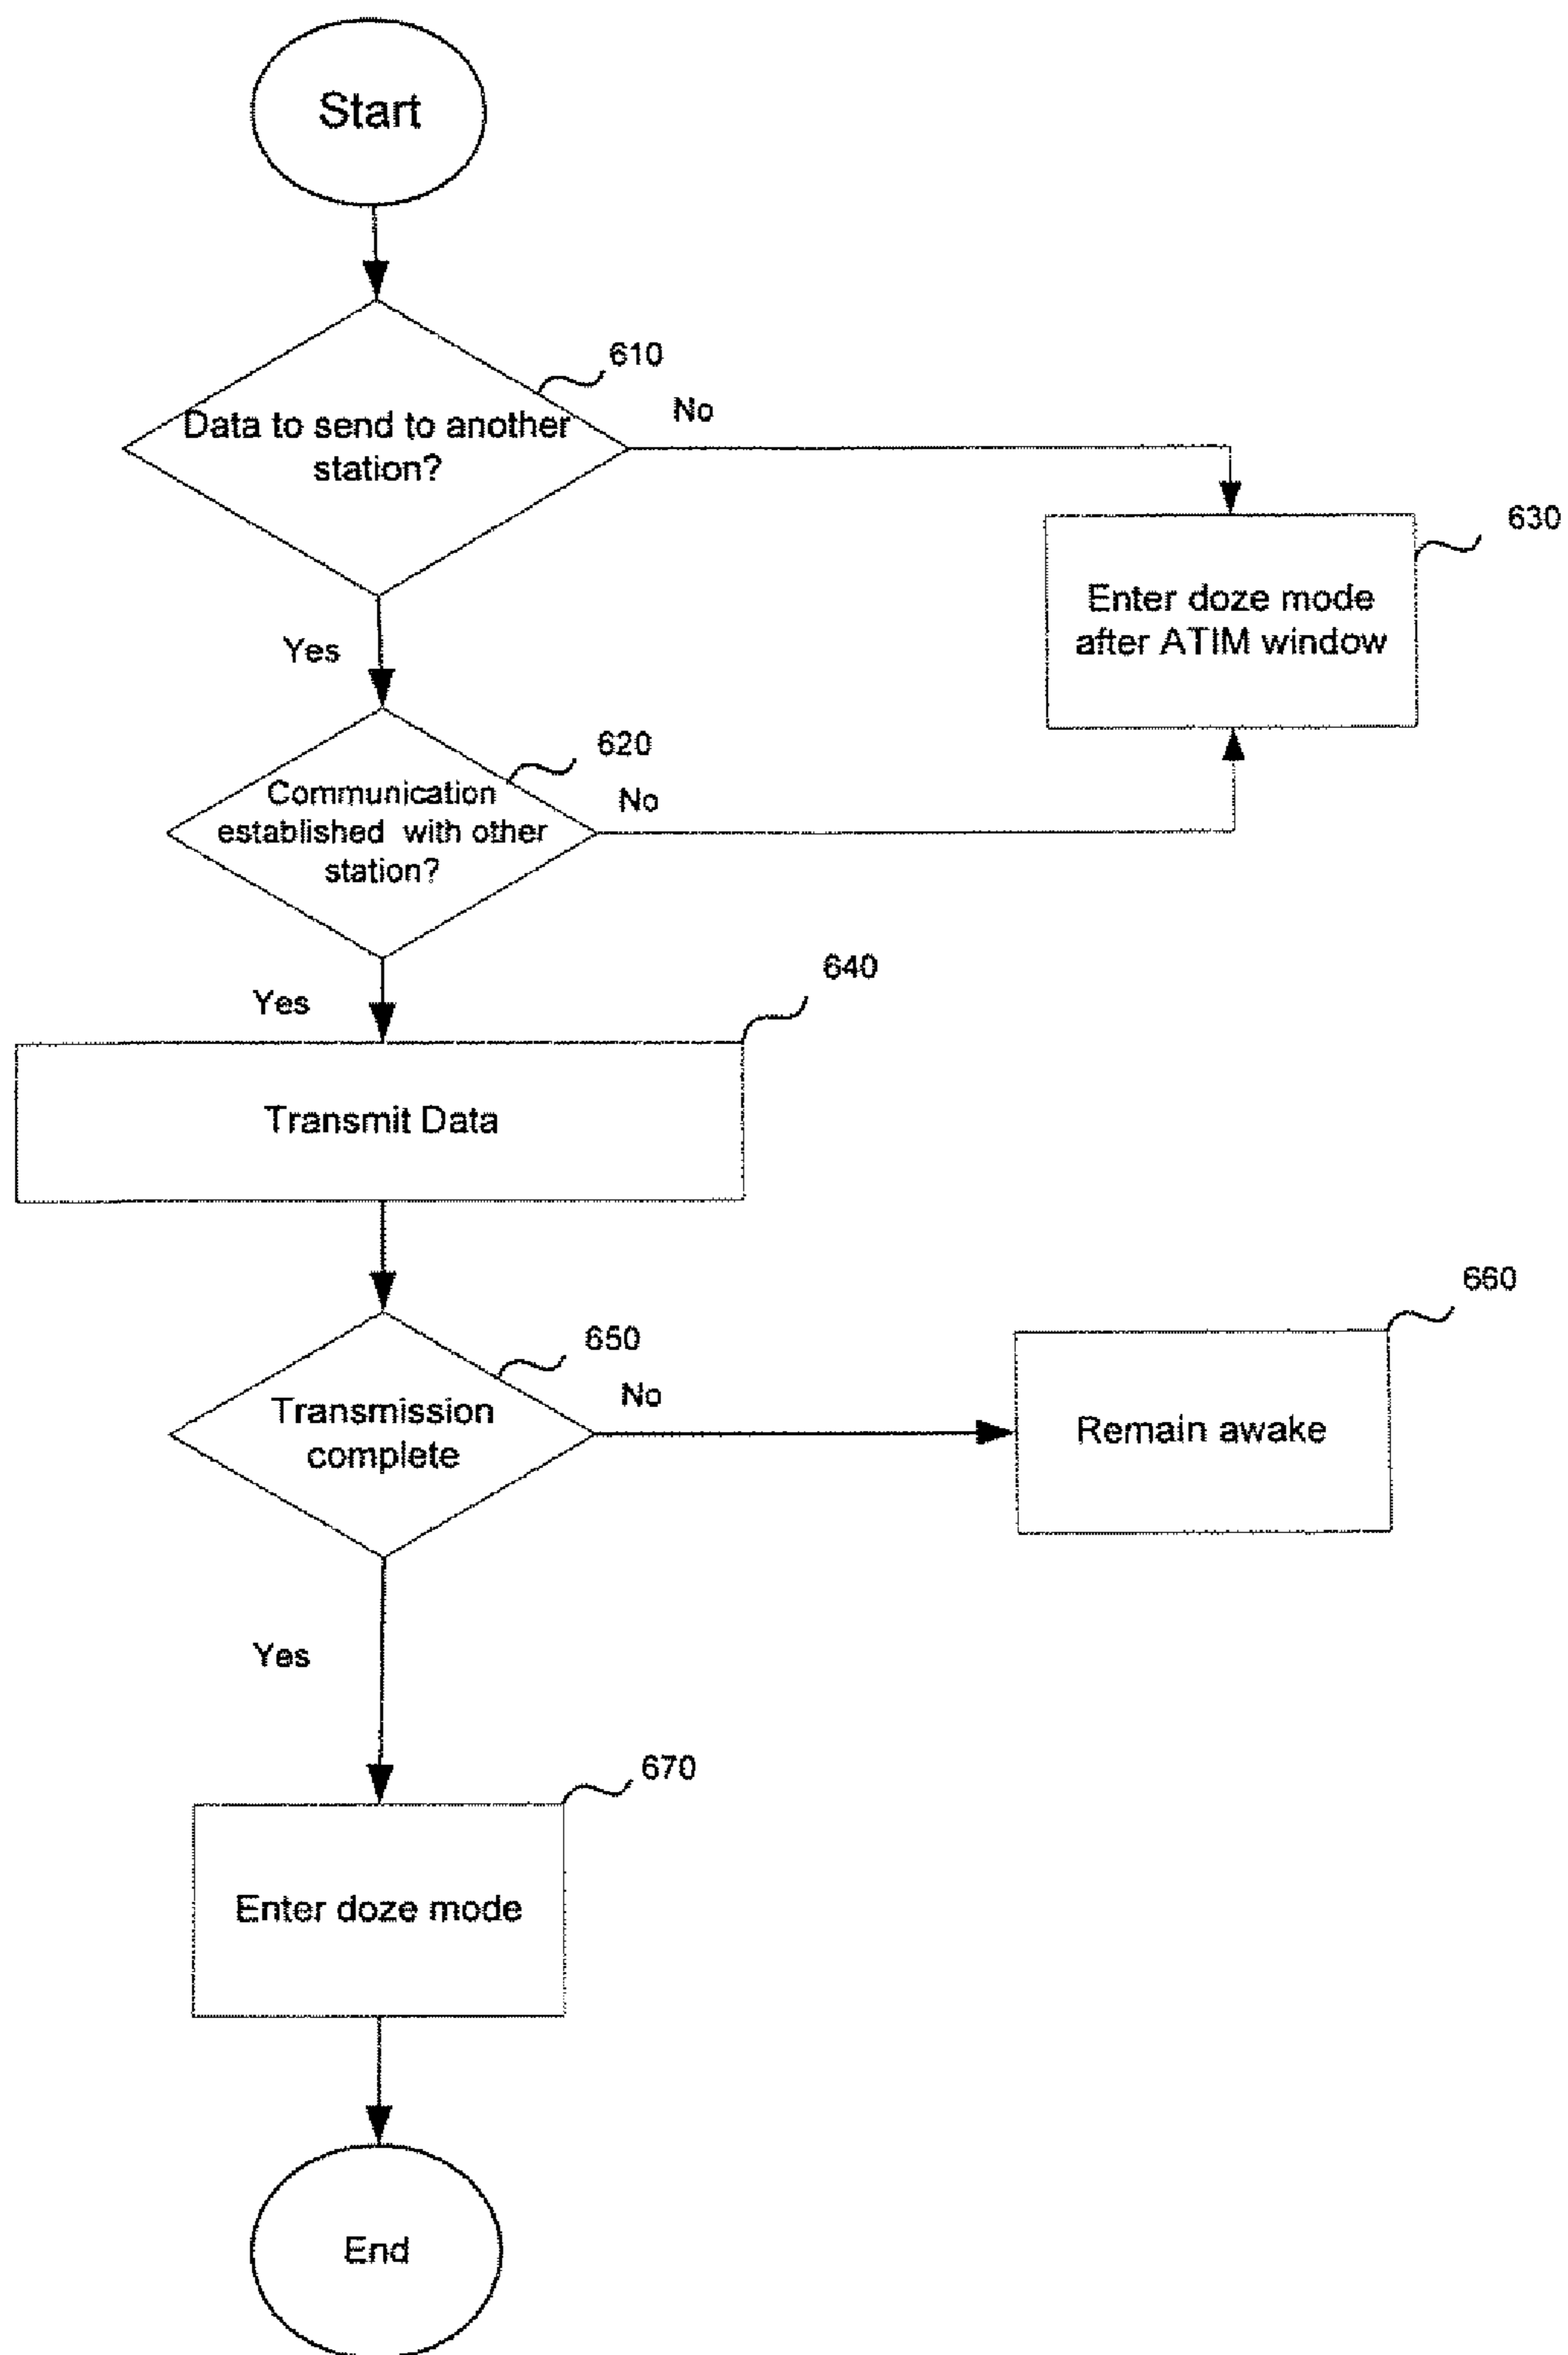 Start
610
Data to send to another
station?
No
630
Enter doze mode
after ATIM window
Yes
620
Communication
established with other
station?
No
640
Yes
Transmit Data
660
650
No
Transmission
complete
Remain awake
Yes
670
Enter doze mode
End